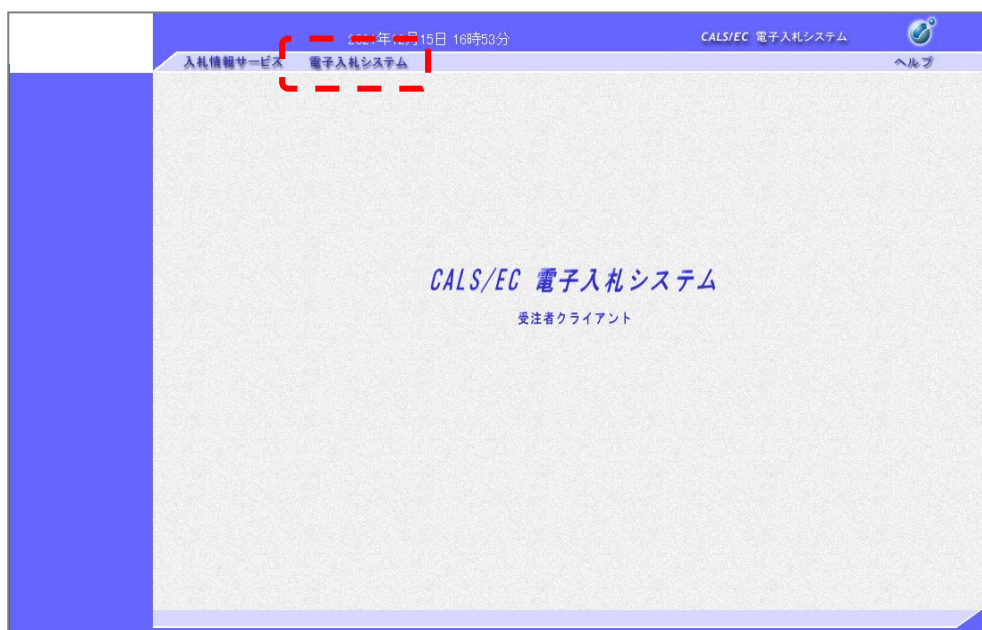 2021年12月15日 16時53分
CALS/EC 電子入札システム
入札情報サービス
電子入札システム
ヘルプ
CALS/EC 電子入札システム
受注者クライアント